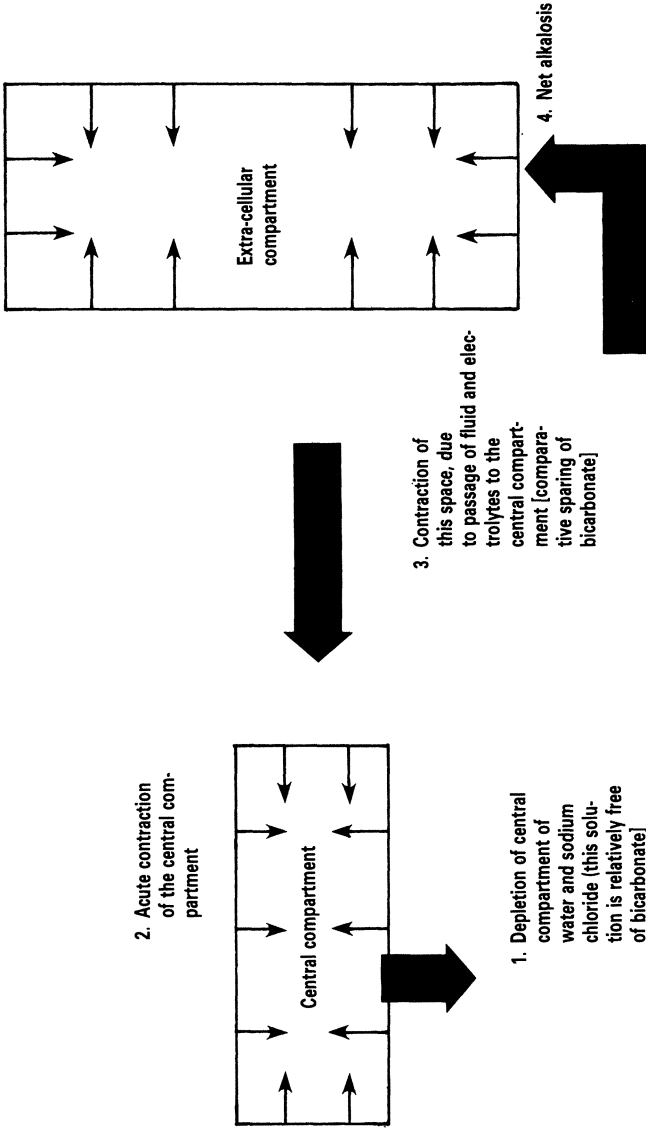 2. Acute contraction
of the central com-
partment
Central compartment
1. Depletion of central
compartment of
water and sodium
chloride (this solu-
tion is relatively free
of bicarbonate]
3. Contraction of
this space, due
to passage of fluid and elec-
trolytes to the
central compart-
ment [compara-
tive sparing of
bicarbonate]
Extra-cellular
compartment
4. Net alkalosis